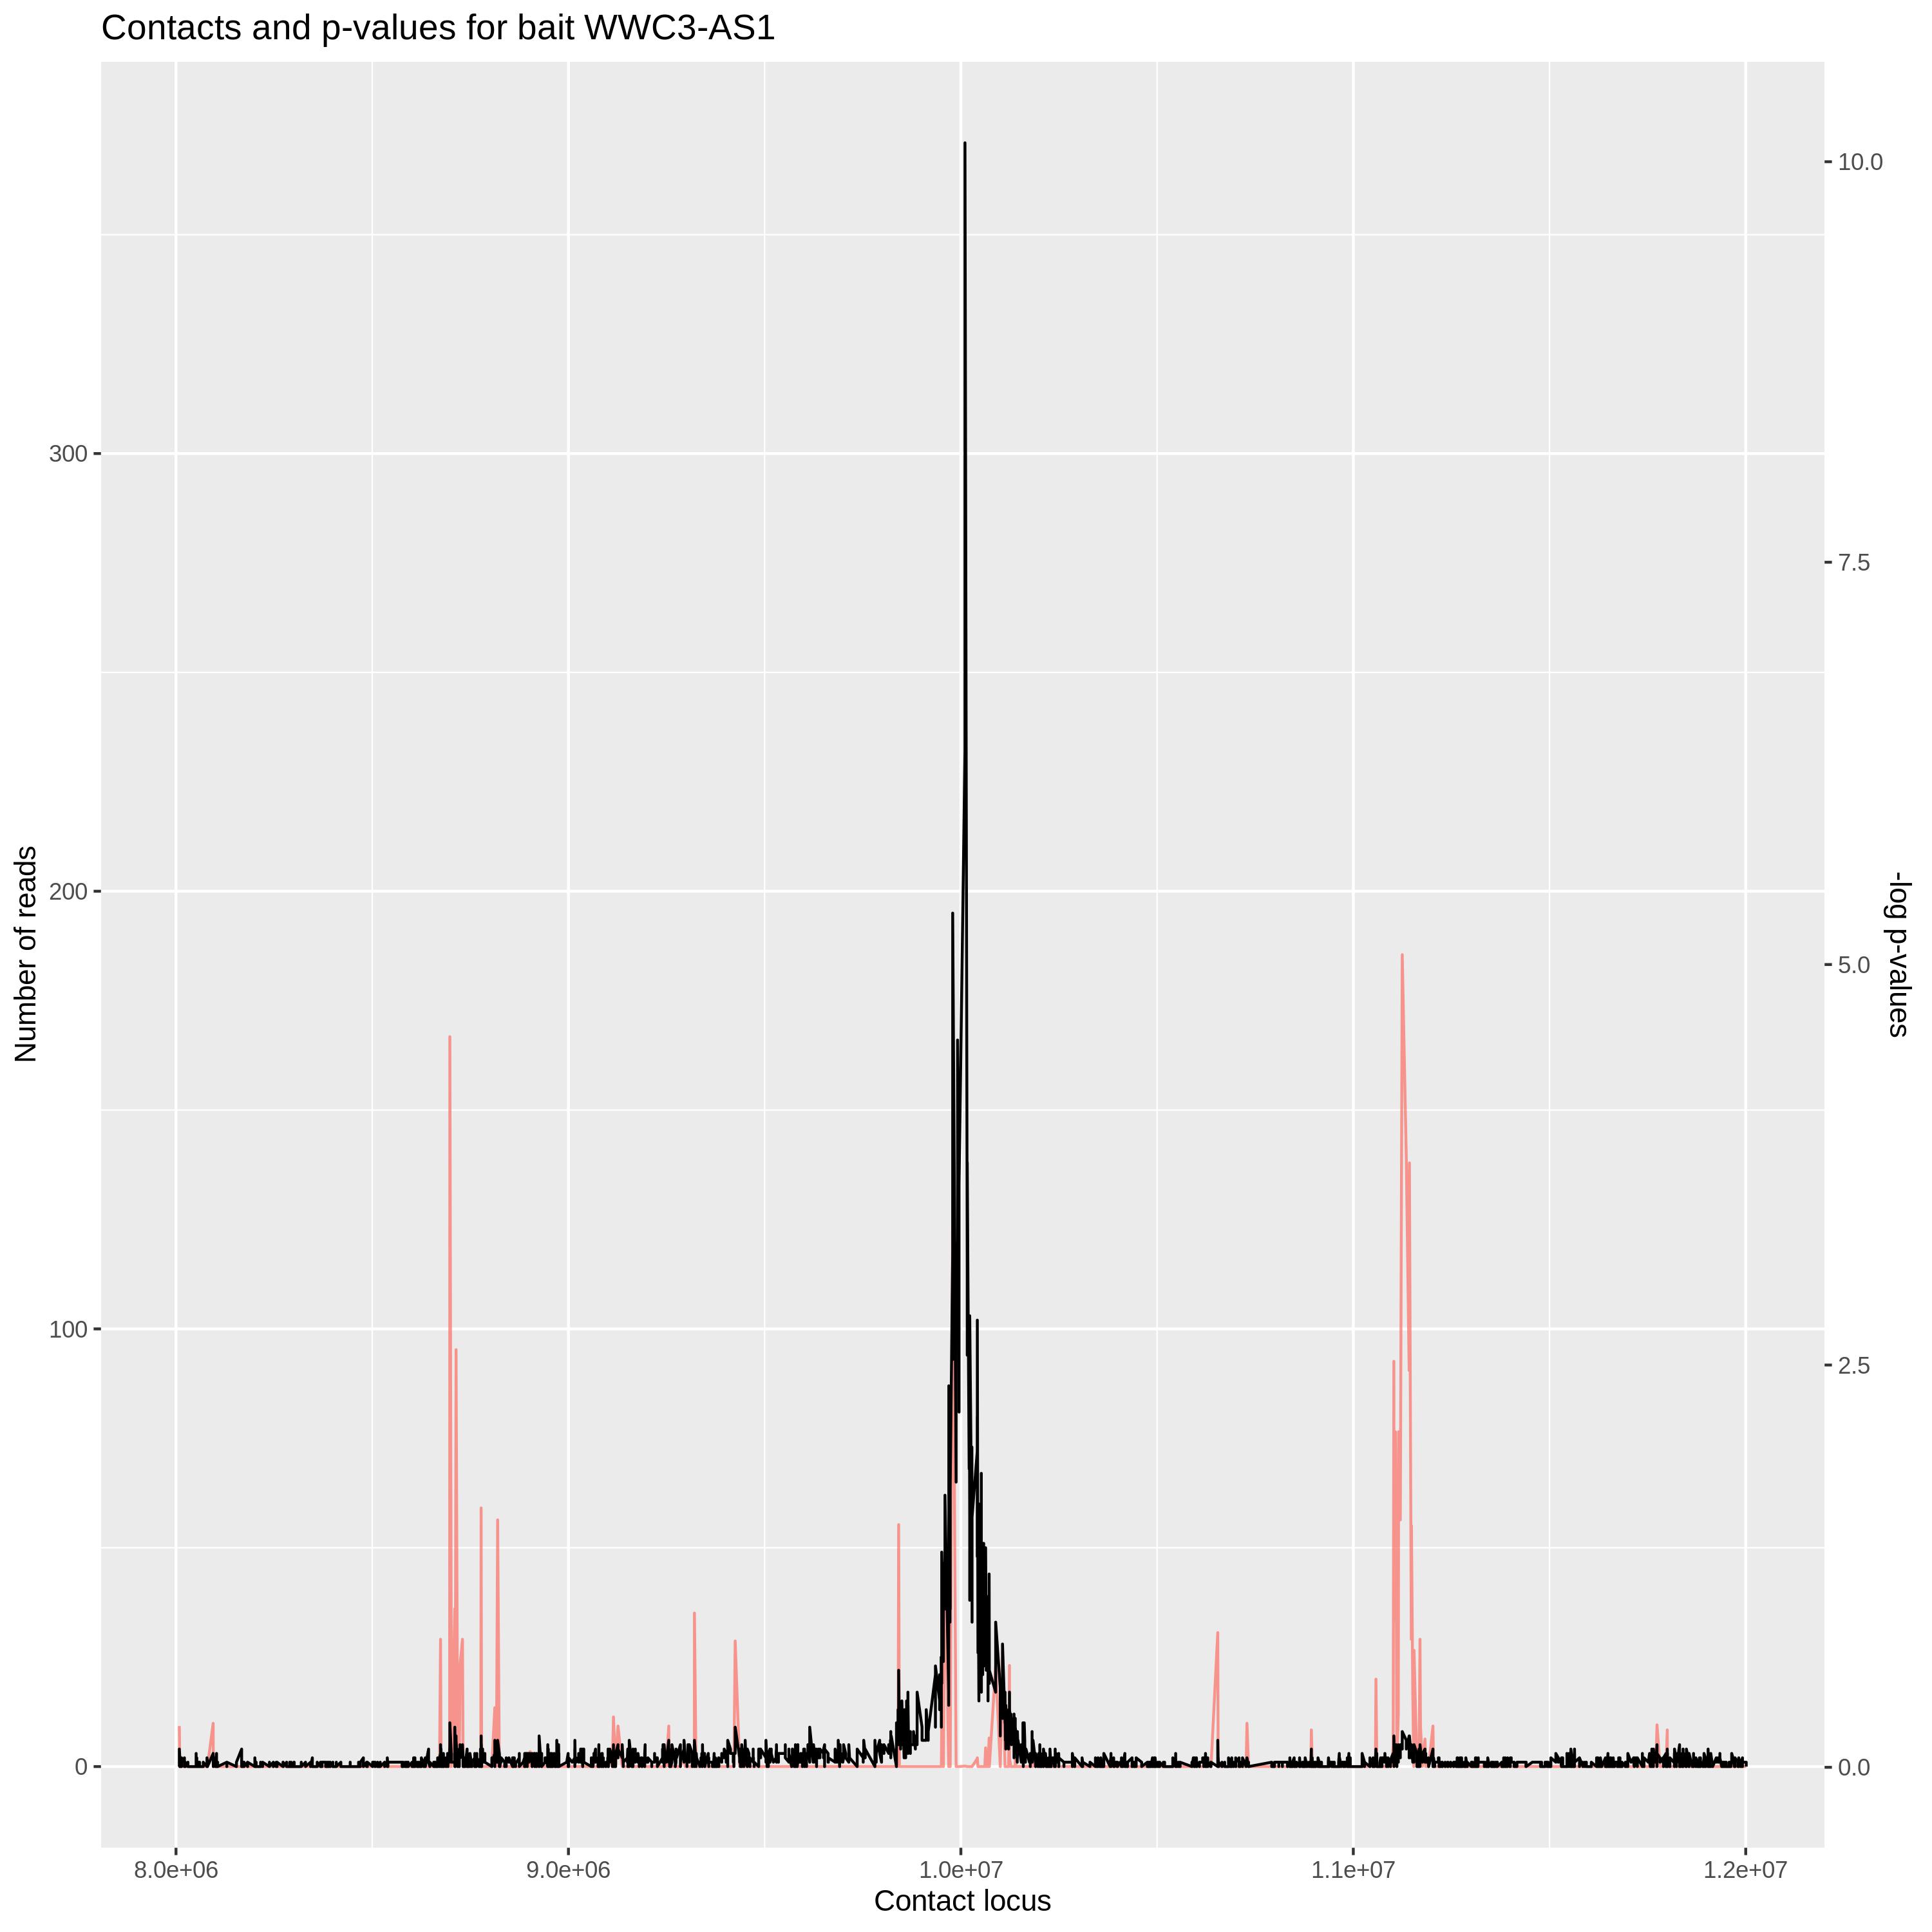 Contacts and p-values for bait WWC3-AS1
Number of reads
300
200
100
0
10.0
7.5
5.0
2.5
0.0
-log p-values
8.0e+06
9.0e+06
1.0e+07
1.1e+07
1.2e+07
Contact locus